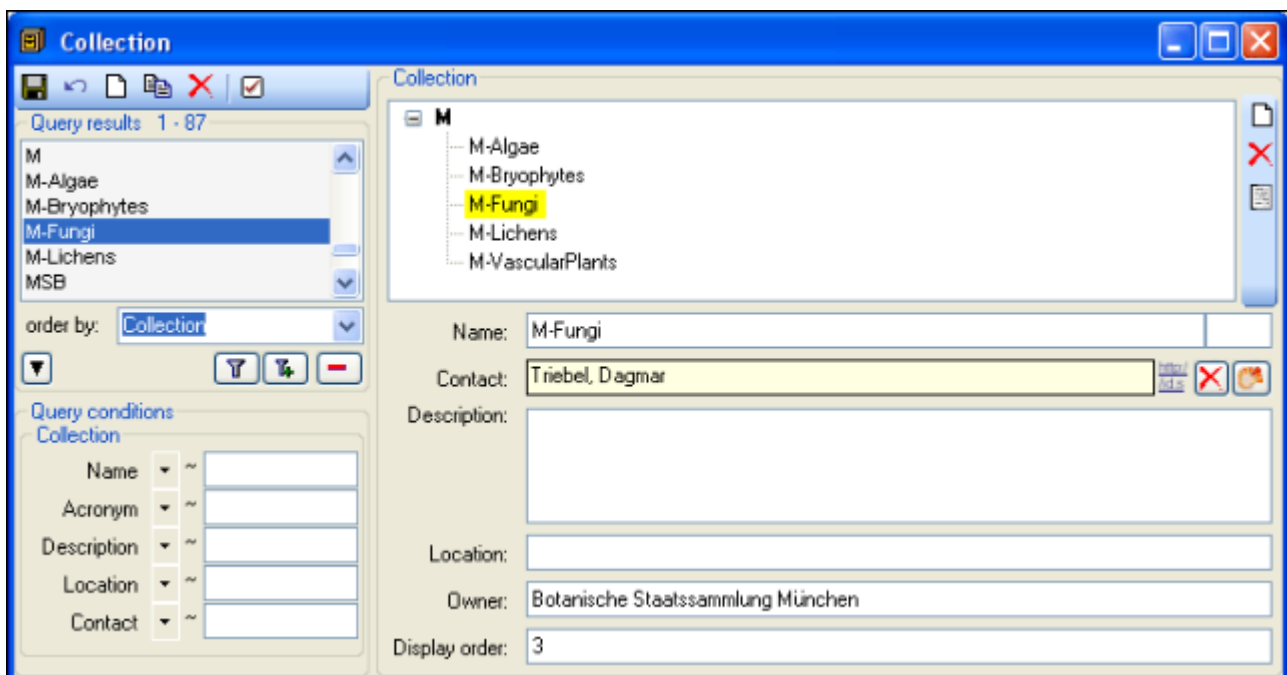 Collection
Query results 1 - 87
M
M-Algae
M-Bryophytes
M-Fungi
M-Lichens
MSB
order by: Collection
Query conditions
Collection
Name ~
Acronym ~
Description ~
Location ~
Contact ~
Collection
M
M-Algae
M-Bryophytes
M-Fungi
M-Lichens
M-VascularPlants
Name: M-Fungi
Contact: Triebel, Dagmar
http:/
Description:
Location:
Owner: Botanische Staatssammlung München
Display order: 3